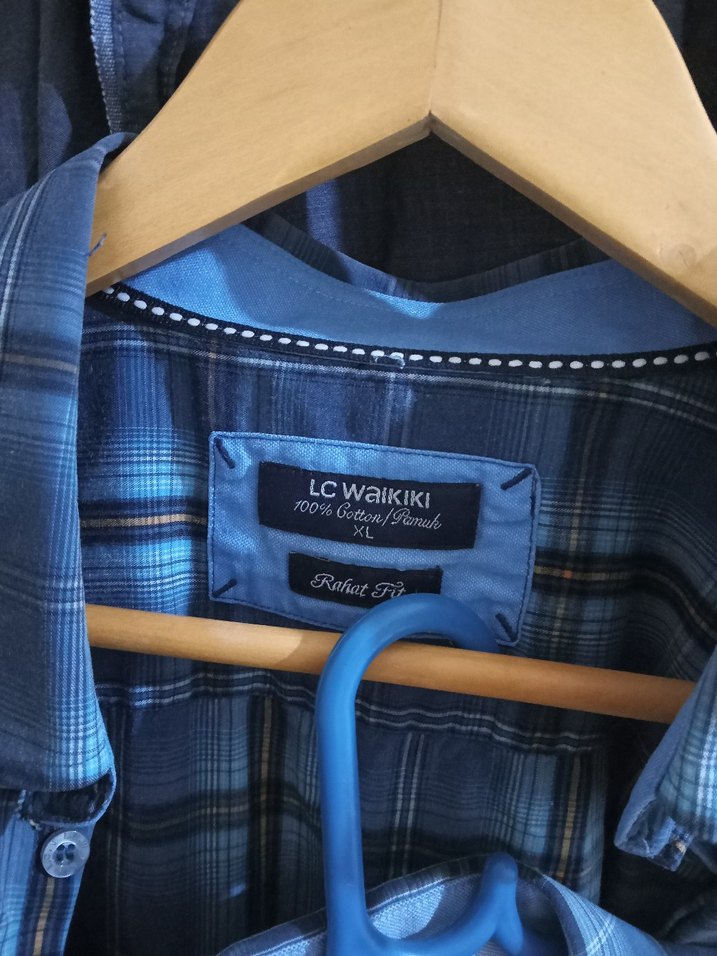 LC WaiKiKi
100% Cotton/Pamuk
XL
Rahat Fit